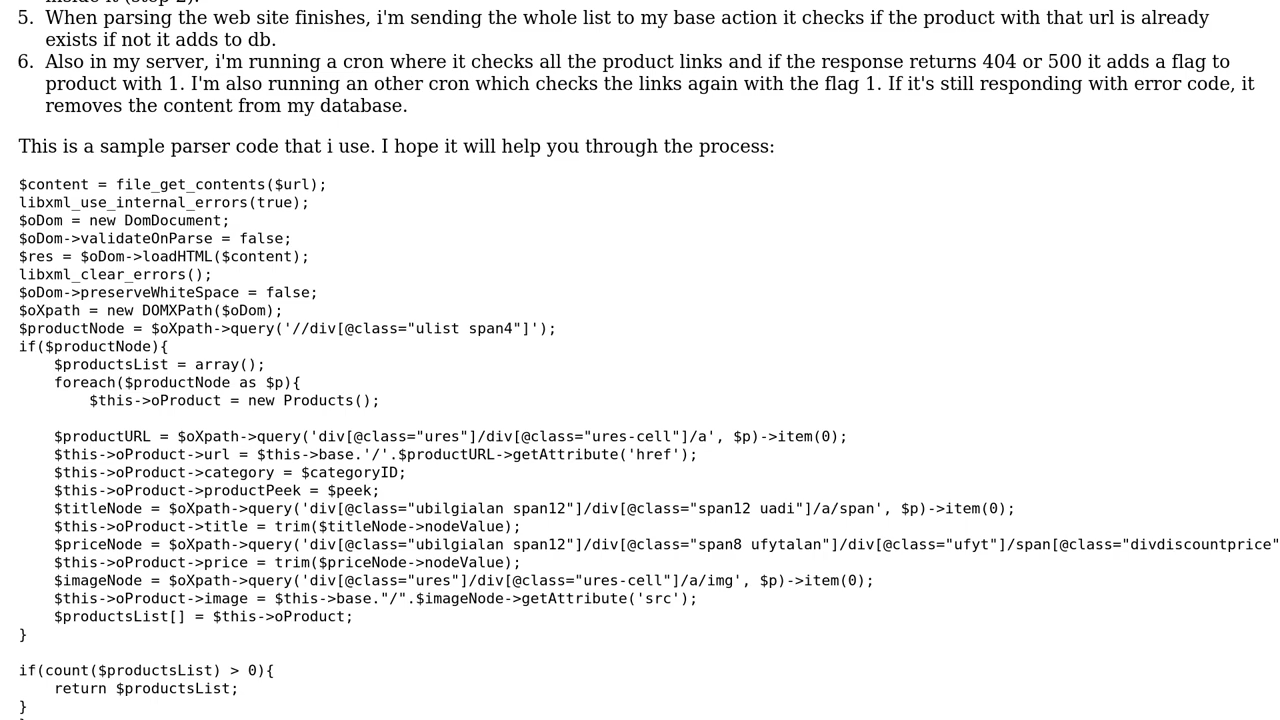 5. When parsing the web site finishes, i'm sending the whole list to my base action it checks if the product with that url is already
exists if not it adds to db.
6. Also in my server, i'm running a cron where it checks all the product links and if the response returns 404 or 500 it adds a flag to
product with 1. I'm also running an other cron which checks the links again with the flag 1. If it's still responding with error code, it
removes the content from my database.
This is a sample parser code that i use. I hope it will help you through the process:
$content = file_get_contents($url);
libxml_use_internal_errors(true);
$oDom = new DomDocument;
$oDom->validateOnParse = false;
$res = $oDom->loadHTML($content);
libxml_clear_errors();
$oDom->preserveWhiteSpace = false;
$oXpath = new DOMXPath($oDom);
$productNode = $oXpath->query('//div[@class="ulist span4"]');
if($productNode){
    $productsList = array();
    foreach($productNode as $p){
        $this->oProduct = new Products();
    $productURL = $oXpath->query('div[@class="ures"]/div[@class="ures-cell"]/a', $p)->item(0);
    $this->oProduct->url = $this->base.'/'.$productURL->getAttribute('href');
    $this->oProduct->category = $categoryID;
    $this->oProduct->productPeek = $peek;
    $titleNode = $oXpath->query('div[@class="ubilgialan span12"]/div[@class="span12 uadi"]/a/span', $p)->item(0);
    $this->oProduct->title = trim($titleNode->nodeValue);
    $priceNode = $oXpath->query('div[@class="ubilgialan span12"]/div[@class="span8 ufytalan"]/div[@class="ufyt"]/span[@class="divdiscountprice"
    $this->oProduct->price = trim($priceNode->nodeValue);
    $imageNode = $oXpath->query('div[@class="ures"]/div[@class="ures-cell"]/a/img', $p)->item(0);
    $this->oProduct->image = $this->base."/".$imageNode->getAttribute('src');
    $productsList[] = $this->oProduct;
}
if(count($productsList) > 0){
    return $productsList;
}